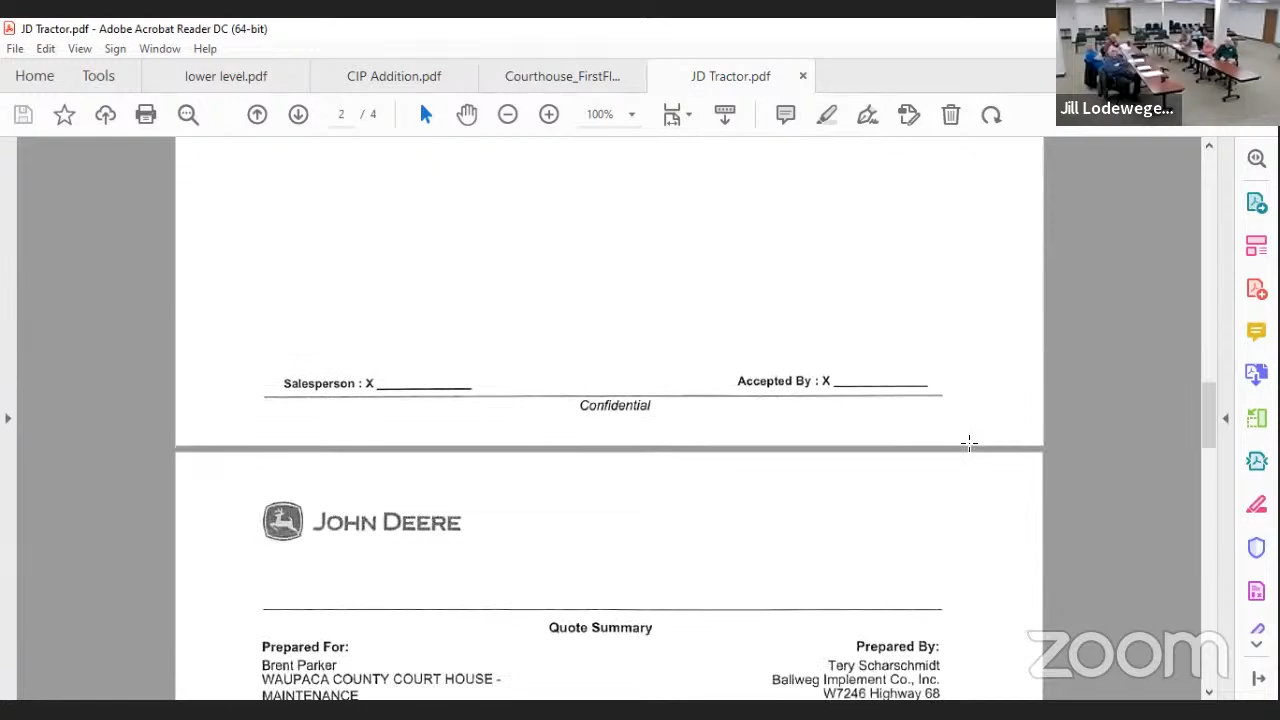 JD Tractor.pdf - Adobe Acrobat Reader DC (64-bit)
File Edit View Sign Window Help
Home Tools lower level.pdf CIP Addition.pdf Courthouse_FirstFl... JD Tractor.pdf
2 / 4 100%
Jill Lodewege...
Salesperson : X Accepted By : X
Confidential
JOHN DEERE
Quote Summary
Prepared For: Prepared By:
Brent Parker Tery Scharschmidt
WAUPACA COUNTY COURT HOUSE - Ballweg Implement Co., Inc.
MAINTENANCE W7246 Highway 68
zoom